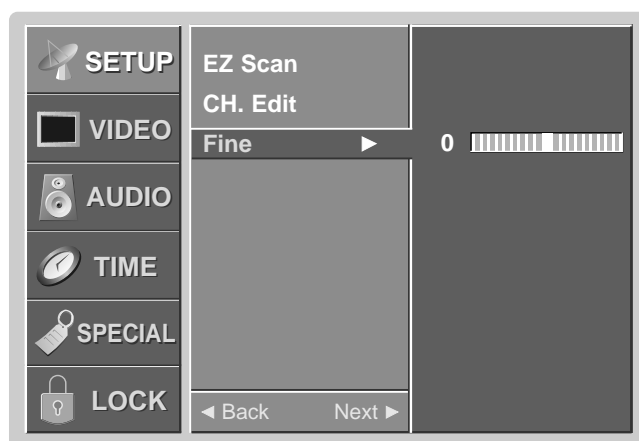 SETUP
VIDEO
AUDIO
TIME
SPECIAL
LOCK
EZ Scan
CH. Edit
Fine ►
0
◄ Back Next ►